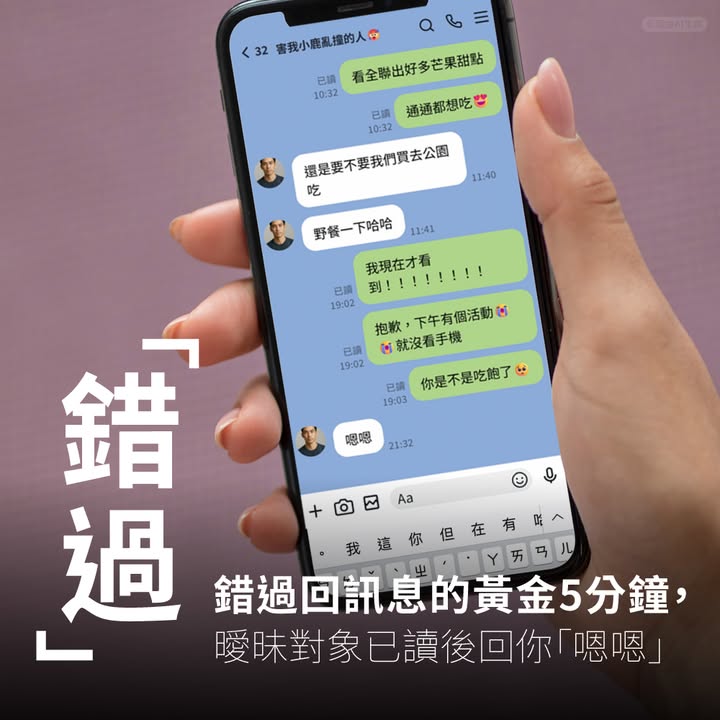 32 害我小鹿亂撞的人
看全聯出好多芒果甜點
已讀
10:32
通通都想吃😍
已讀
10:32
還是要不要我們買去公園
吃
11:40
野餐一下哈哈
11:41
我現在才看
到！！！！！！！！
已讀
19:02
抱歉，下午有個活動😭
😭就沒看手機
已讀
19:02
你是不是吃飽了🥺
已讀
19:03
嗯嗯
21:32
Aa
。 我 這 你 但 在 有
ˇ ˋ ㄓ ˊ ˙ ㄚ ㄞ ㄢ ㄦ
「錯過」
錯過回訊息的黃金5分鐘，
曖昧對象已讀後回你「嗯嗯」